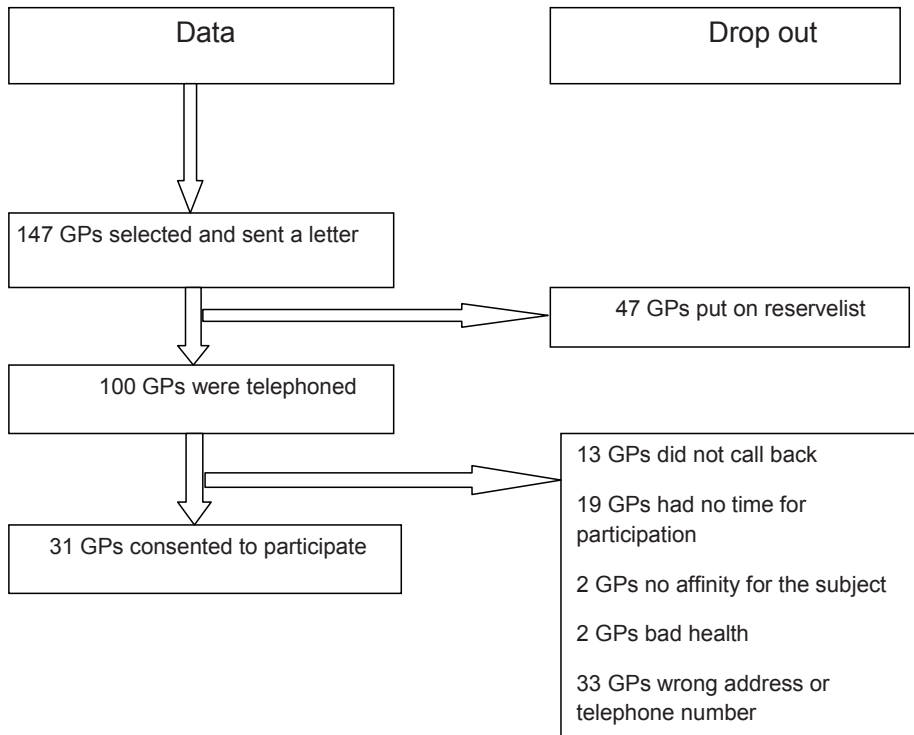 Data
Drop out
147 GPs selected and sent a letter
47 GPs put on reservelist
100 GPs were telephoned
13 GPs did not call back
19 GPs had no time for
participation
2 GPs no affinity for the subject
2 GPs bad health
33 GPs wrong address or
telephone number
31 GPs consented to participate